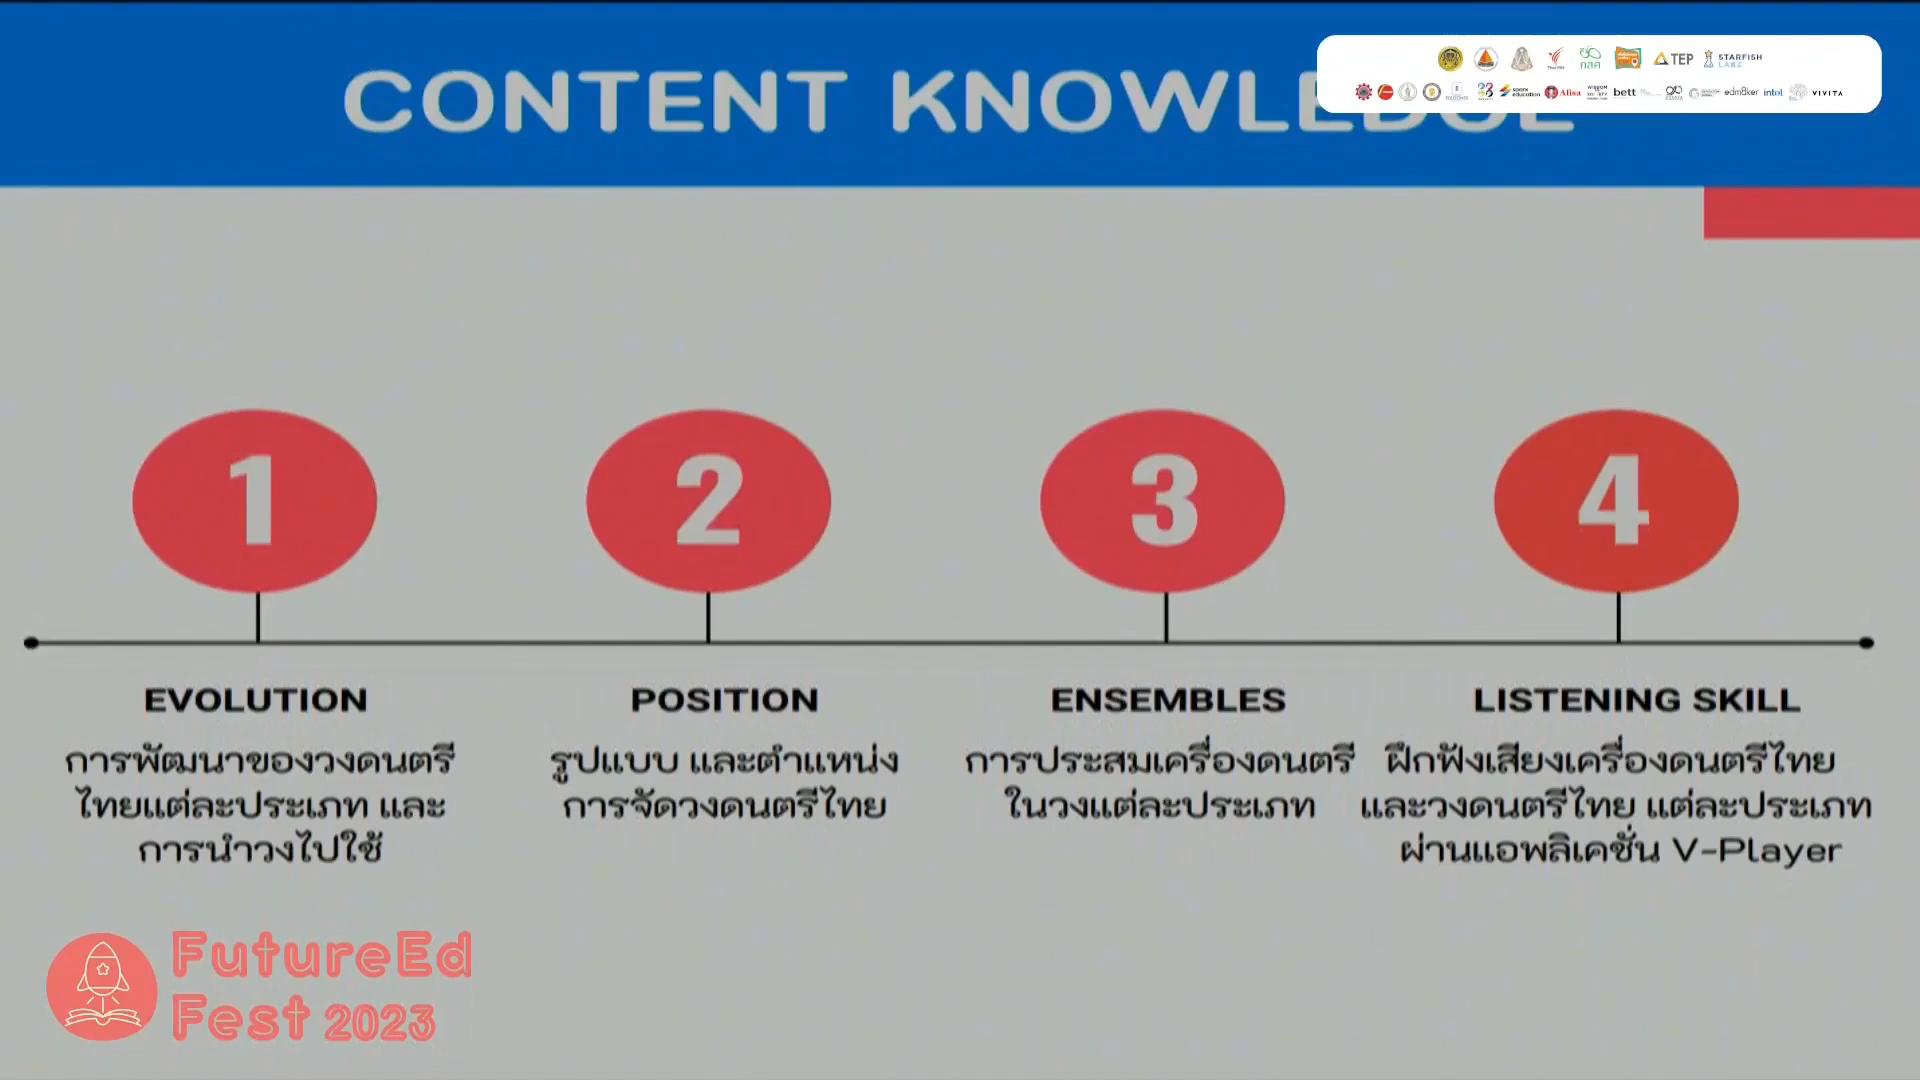 CONTENT KNOWLEDGE
TEP
STARFISH
LABZ
กสศ
spark
education
Afisa
bett
edm8ker
intel
VIVITA
1
2
3
4
EVOLUTION
การพัฒนาของวงดนตรี
ไทยแต่ละประเภท และ
การนำวงไปใช้
POSITION
รูปแบบ และตำแหน่ง
การจัดวงดนตรีไทย
ENSEMBLES
การประสมเครื่องดนตรี
ในวงแต่ละประเภท
LISTENING SKILL
ฝึกฟังเสียงเครื่องดนตรีไทย
และวงดนตรีไทย แต่ละประเภท
ผ่านแอพลิเคชั่น V-Player
FutureEd
Fest 2023